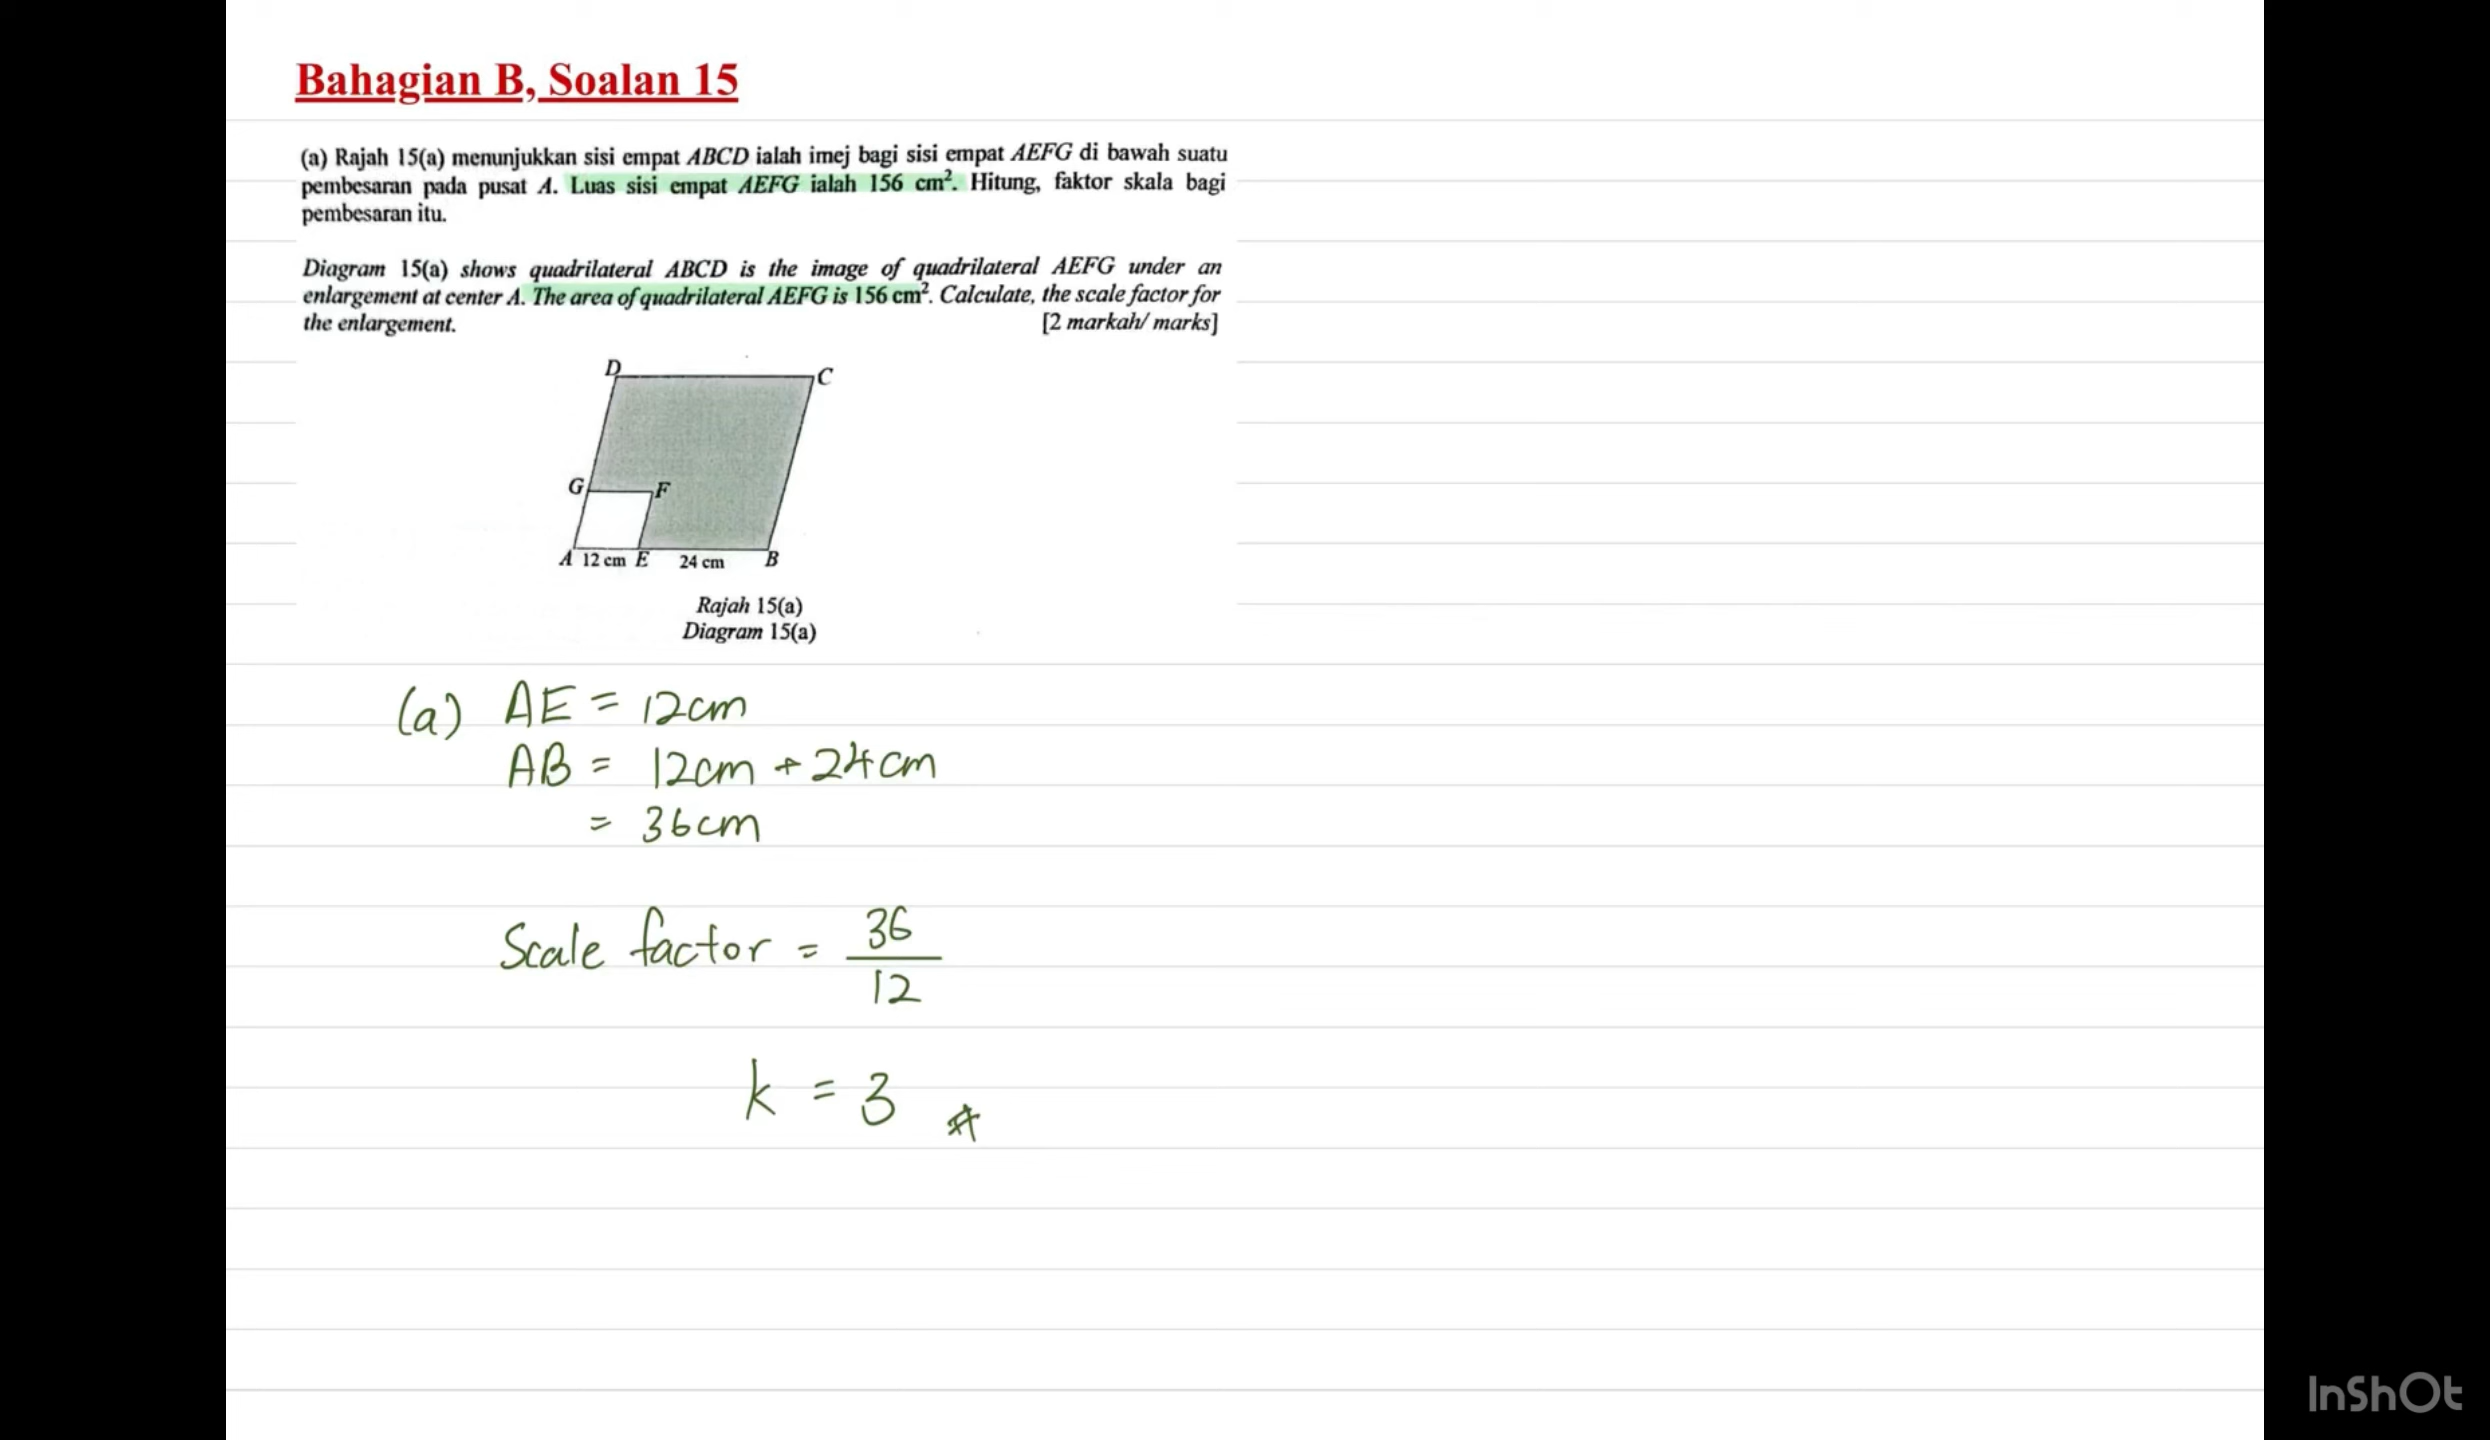 Bahagian B, Soalan 15
(a) Rajah 15(a) menunjukkan sisi empat ABCD ialah imej bagi sisi empat AEFG di bawah suatu
pembesaran pada pusat A. Luas sisi empat AEFG ialah 156 cm². Hitung, faktor skala bagi
pembesaran itu.
Diagram 15(a) shows quadrilateral ABCD is the image of quadrilateral AEFG under an
enlargement at center A. The area of quadrilateral AEFG is 156 cm². Calculate, the scale factor for
the enlargement. [2 markah/ marks]
D C
G F
A 12 cm E 24 cm B
Rajah 15(a)
Diagram 15(a)
(a) AE = 12cm
AB = 12cm + 24cm
= 36cm
Scale factor = 36
12
k = 3 #
InShOt